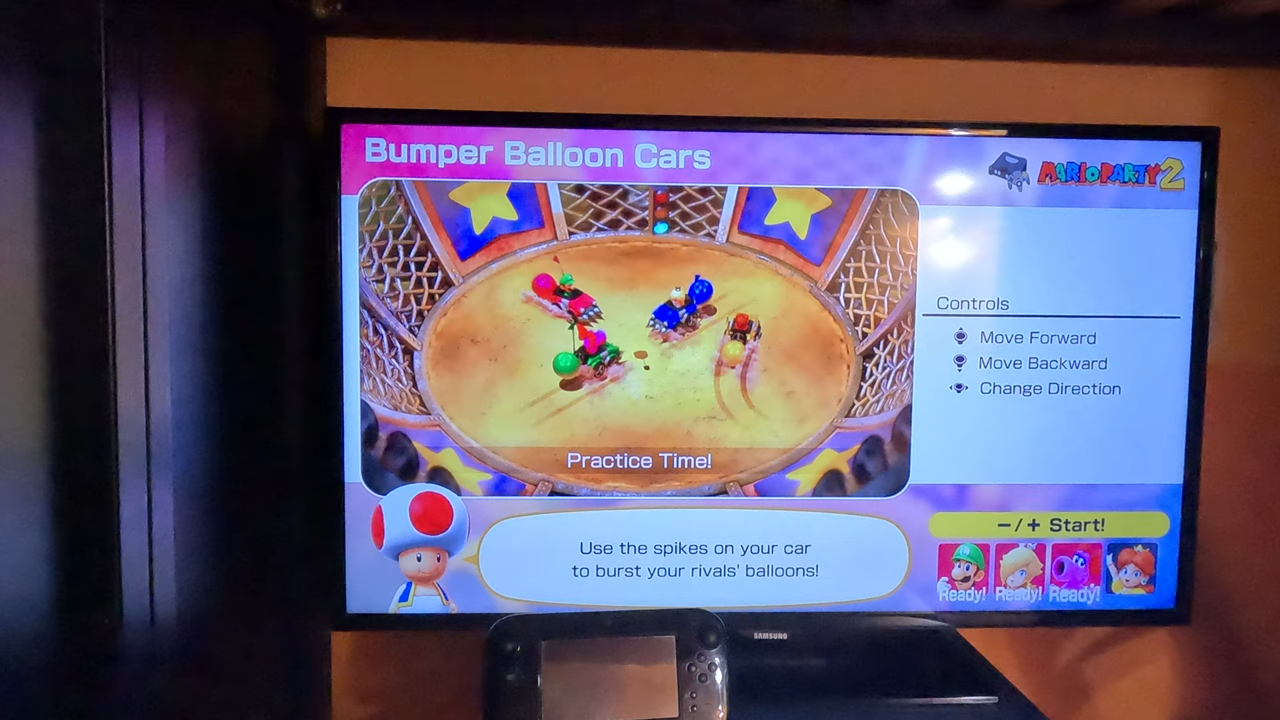 Bumper Balloon Cars
MARIO PARTY 2
Controls
Move Forward
Move Backward
Change Direction
Practice Time!
Use the spikes on your car
to burst your rivals' balloons!
−/+ Start!
Ready! Ready! Ready!
SAMSUNG